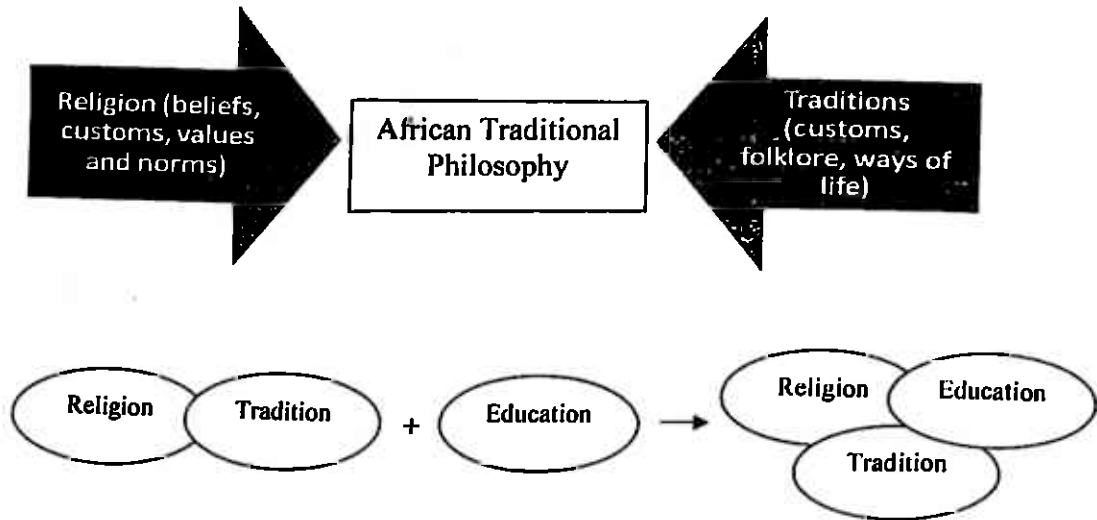 Religion (beliefs,
customs, values
and norms)
African Traditional
Philosophy
Traditions
(customs,
folklore, ways of
life)
Religion
Tradition
+
Education
Religion
Education
Tradition